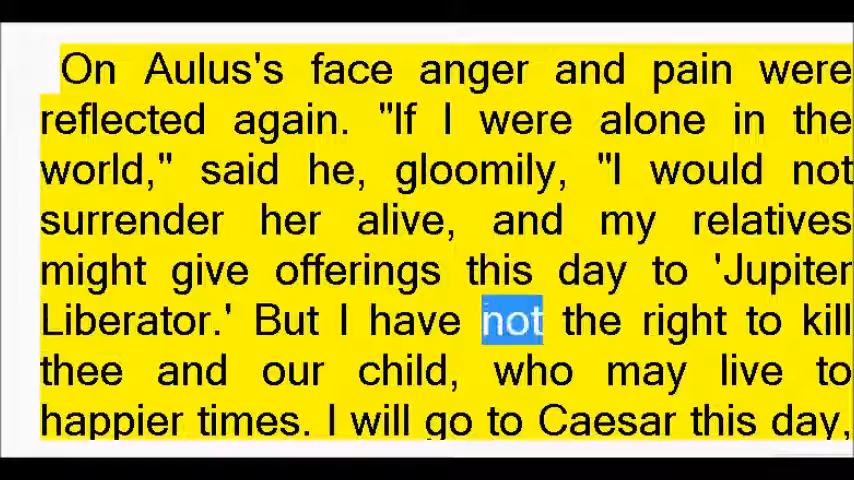 On Aulus's face anger and pain were
reflected again. "If I were alone in the
world," said he, gloomily, "I would not
surrender her alive, and my relatives
might give offerings this day to 'Jupiter
Liberator.' But I have not the right to kill
thee and our child, who may live to
happier times. I will go to Caesar this day,